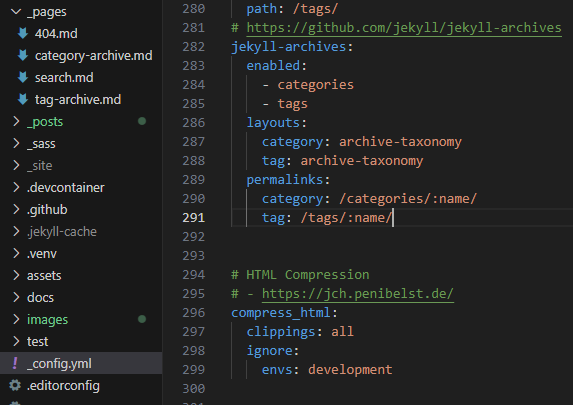 _pages
404.md
category-archive.md
search.md
tag-archive.md
_posts
_sass
_site
.devcontainer
.github
.jekyll-cache
.venv
assets
docs
images
test
! _config.yml
.editorconfig
280 path: /tags/
281 # https://github.com/jekyll/jekyll-archives
282 jekyll-archives:
283 enabled:
284 - categories
285 - tags
286 layouts:
287 category: archive-taxonomy
288 tag: archive-taxonomy
289 permalinks:
290 category: /categories/:name/
291 tag: /tags/:name/
292
293
294 # HTML Compression
295 # - https://jch.penibelst.de/
296 compress_html:
297 clippings: all
298 ignore:
299 envs: development
300